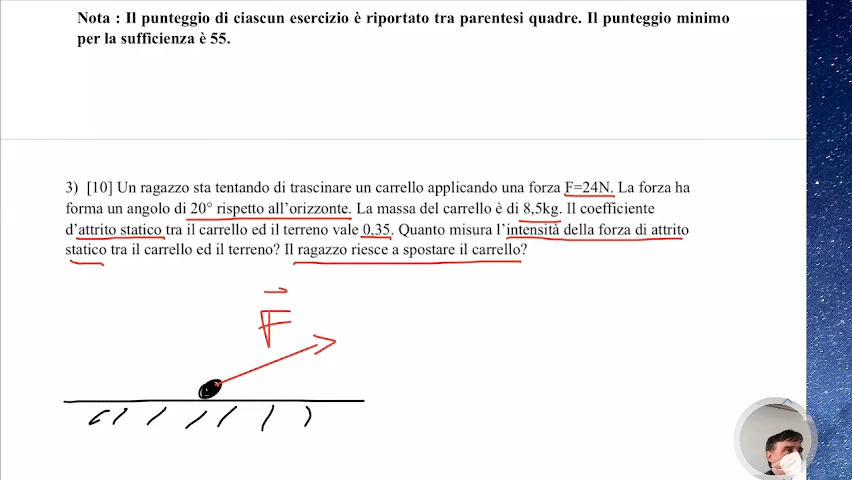 Nota : Il punteggio di ciascun esercizio è riportato tra parentesi quadre. Il punteggio minimo
per la sufficienza è 55.
3) [10] Un ragazzo sta tentando di trascinare un carrello applicando una forza F=24N. La forza ha
forma un angolo di 20° rispetto all'orizzonte. La massa del carrello è di 8,5kg. Il coefficiente
d'attrito statico tra il carrello ed il terreno vale 0,35. Quanto misura l'intensità della forza di attrito
statico tra il carrello ed il terreno? Il ragazzo riesce a spostare il carrello?
F